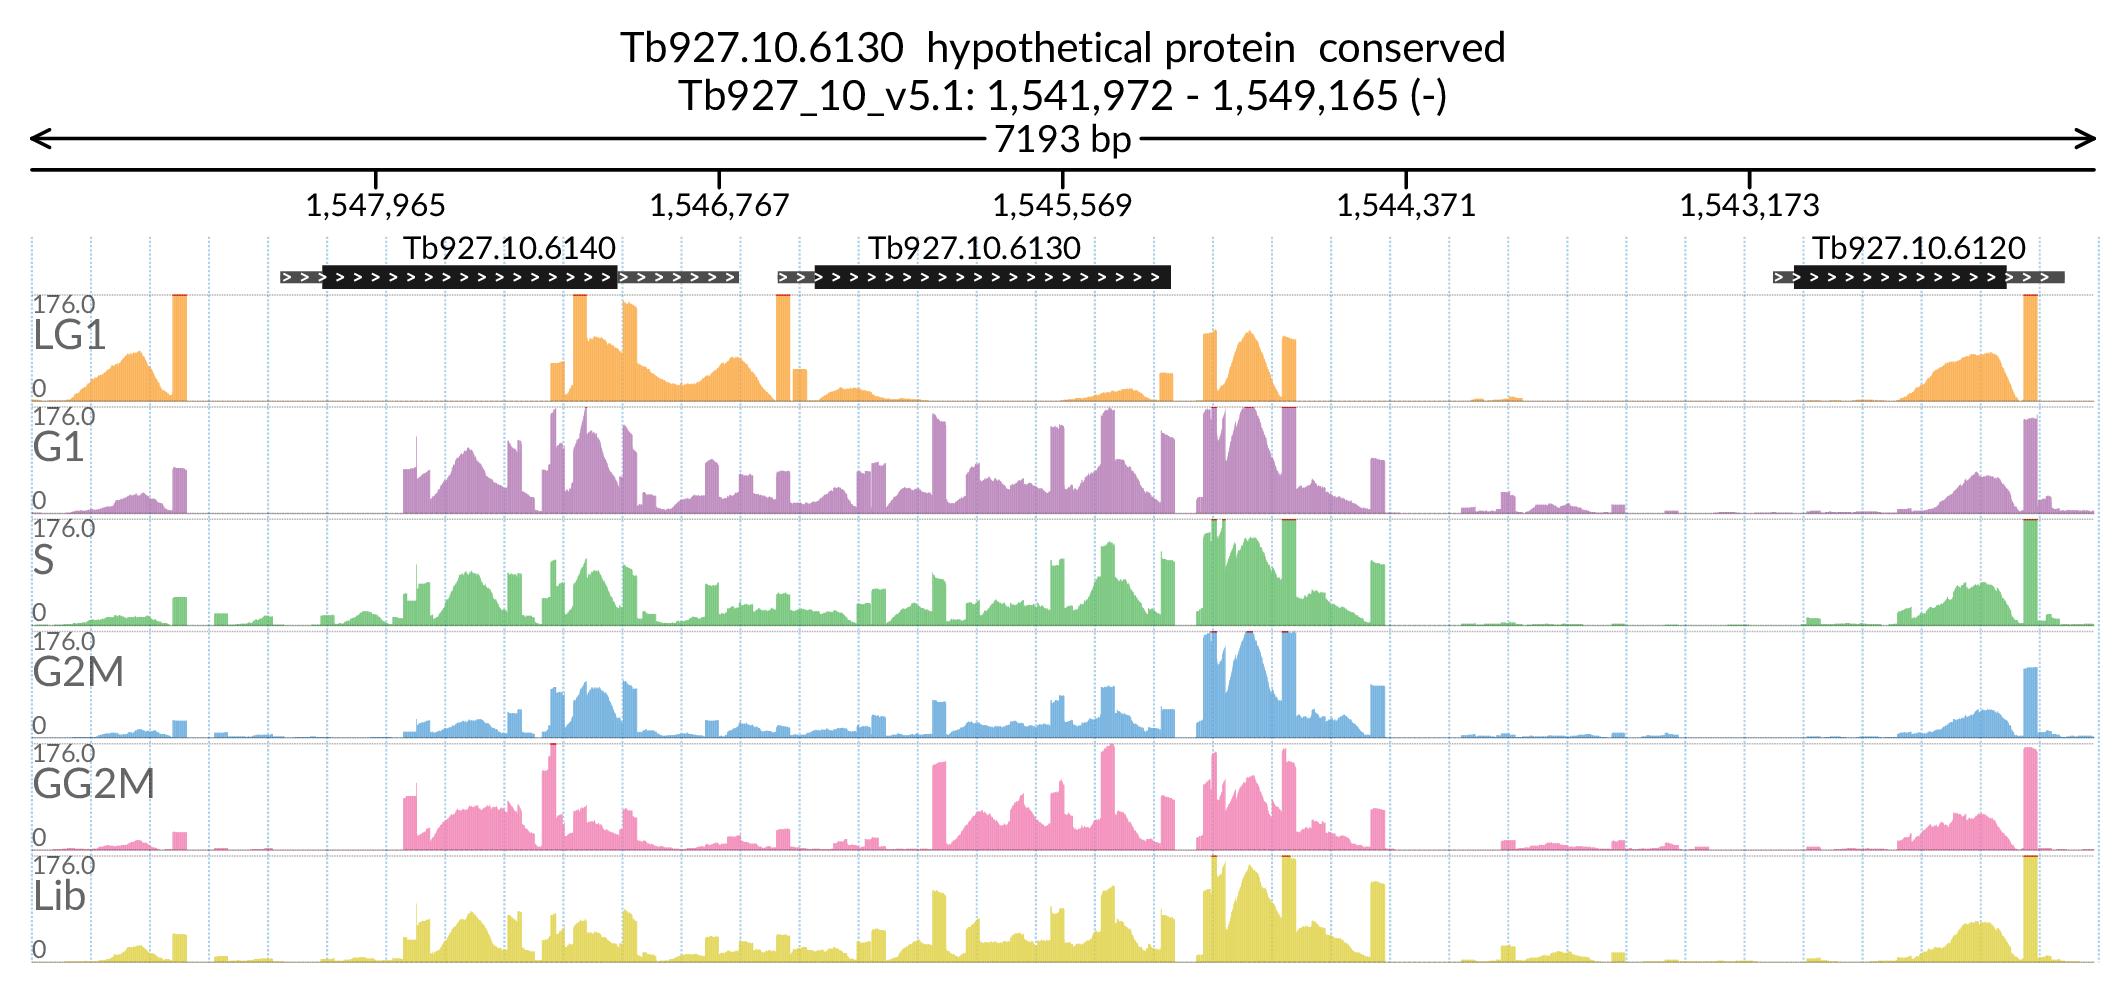 Tb927.10.6130 hypothetical protein conserved
Tb927_10_v5.1: 1,541,972 - 1,549,165 (-)
7193 bp
1,547,965 1,546,767 1,545,569 1,544,371 1,543,173
Tb927.10.6140 Tb927.10.6130 Tb927.10.6120
176.0
LG1
0
176.0
G1
0
176.0
S
0
176.0
G2M
0
176.0
GG2M
0
176.0
Lib
0